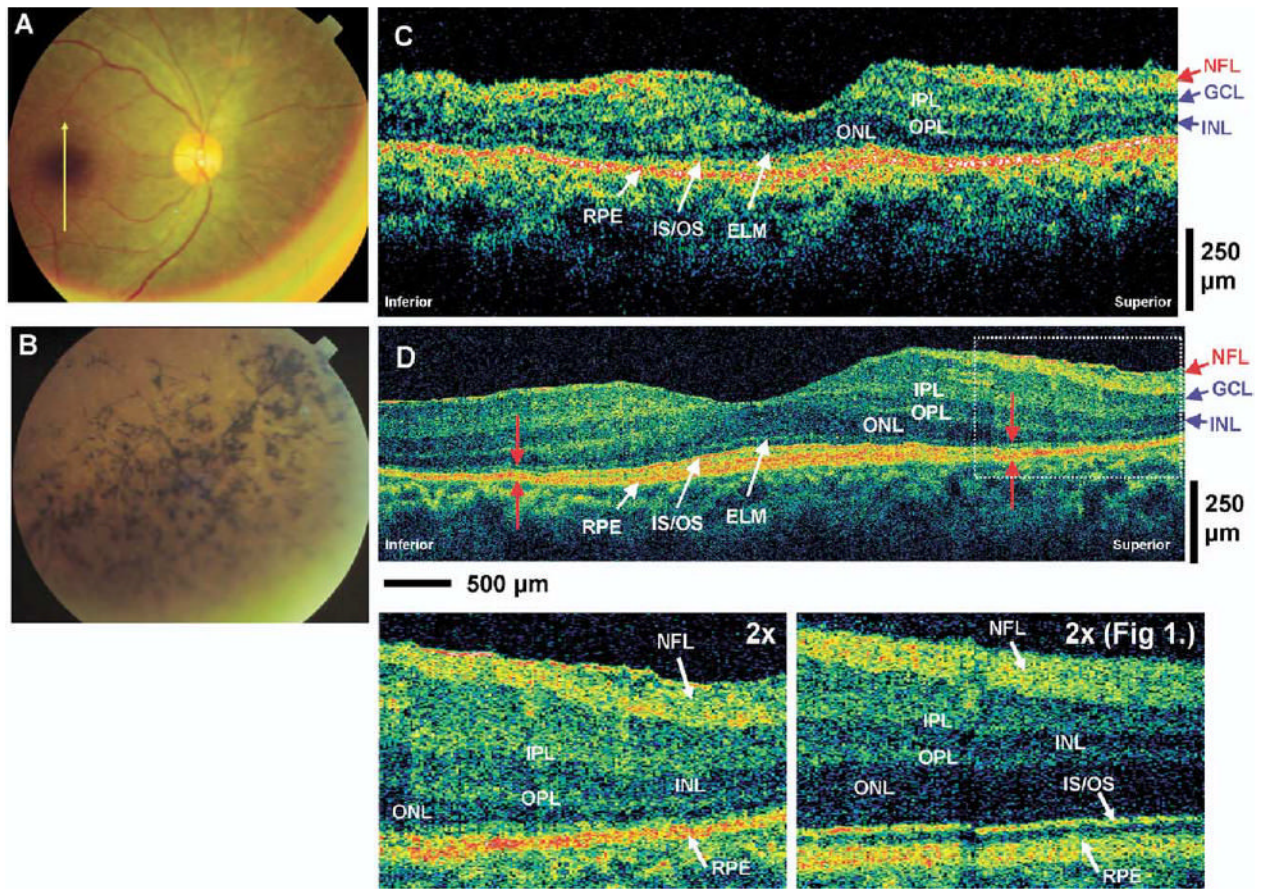 A
C
NFL
GCL
INL
IPL
OPL
ONL
RPE
IS/OS
ELM
250
µm
Inferior
Superior
B
D
NFL
GCL
INL
IPL
OPL
ONL
RPE
IS/OS
ELM
250
µm
Inferior
Superior
500 µm
2x
NFL
IPL
INL
ONL
OPL
RPE
2x (Fig 1.)
NFL
IPL
INL
OPL
ONL
IS/OS
RPE